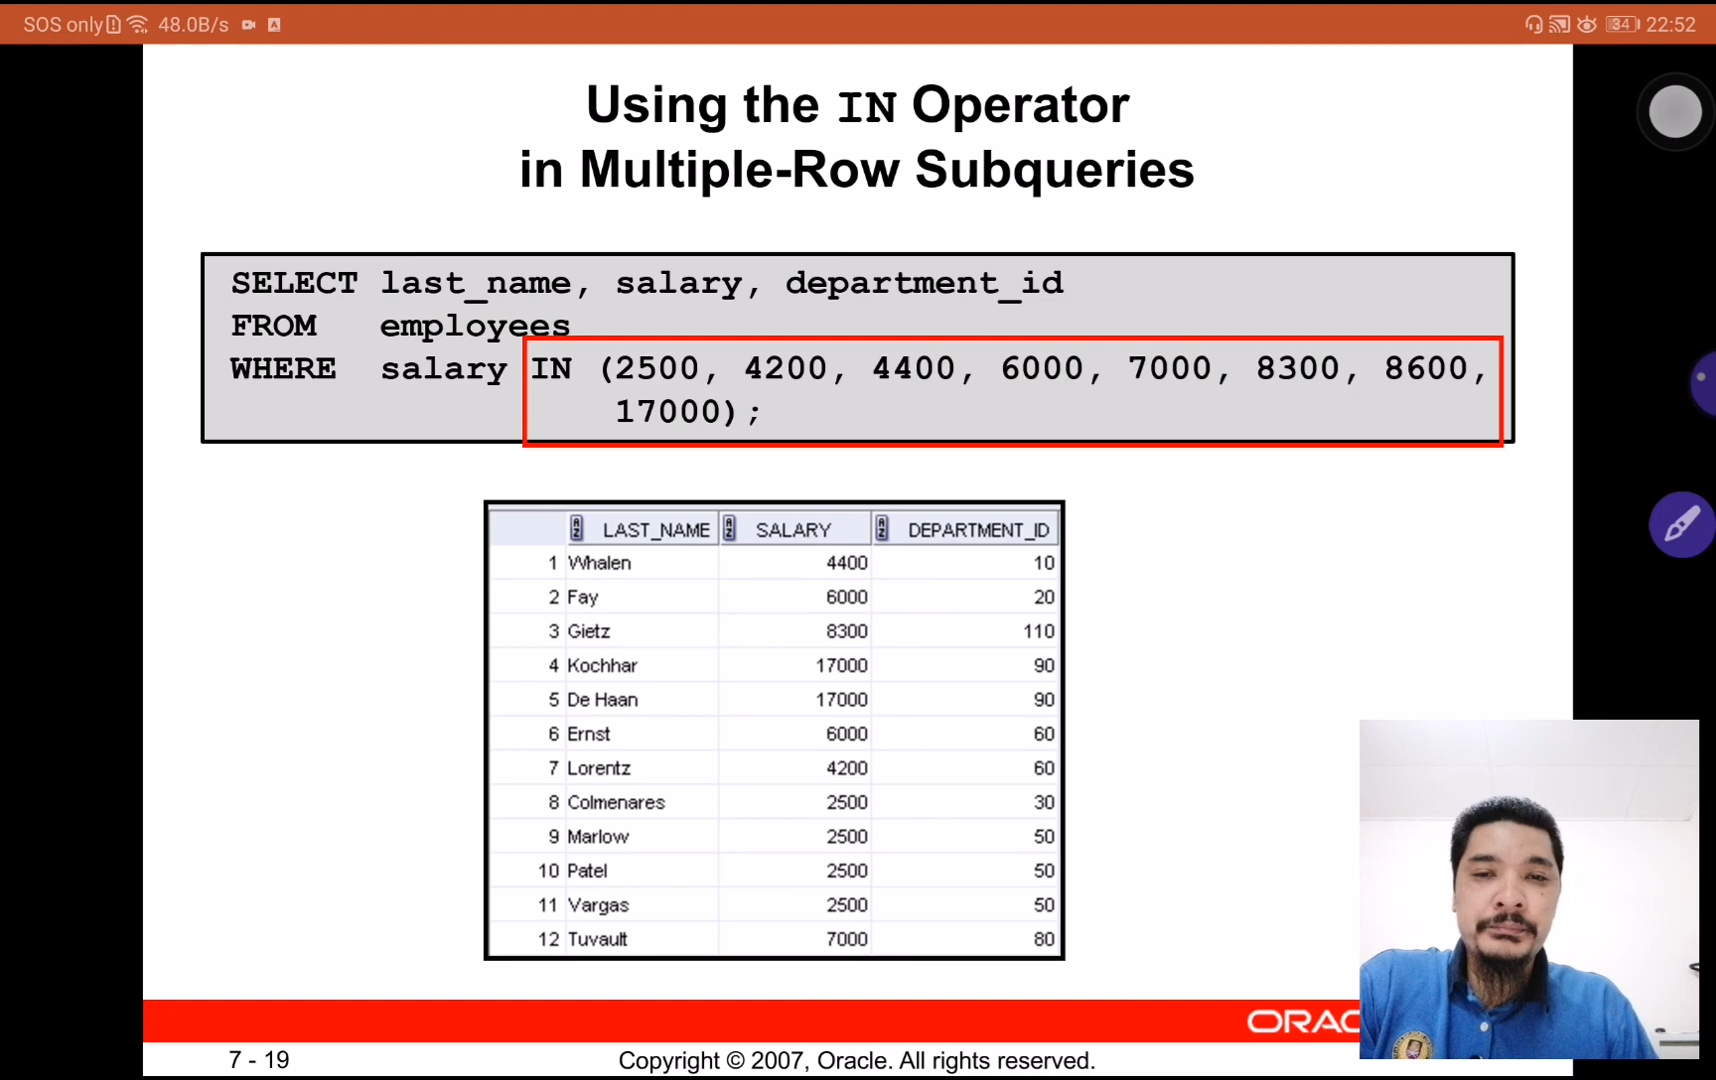 SOS only 48.0B/s 34 22:52
Using the IN Operator
in Multiple-Row Subqueries
SELECT last_name, salary, department_id
FROM employees
WHERE salary IN (2500, 4200, 4400, 6000, 7000, 8300, 8600,
17000);
LAST_NAME SALARY DEPARTMENT_ID
1 Whalen 4400 10
2 Fay 6000 20
3 Gietz 8300 110
4 Kochhar 17000 90
5 De Haan 17000 90
6 Ernst 6000 60
7 Lorentz 4200 60
8 Colmenares 2500 30
9 Marlow 2500 50
10 Patel 2500 50
11 Vargas 2500 50
12 Tuvault 7000 80
ORAC
7 - 19 Copyright © 2007, Oracle. All rights reserved.